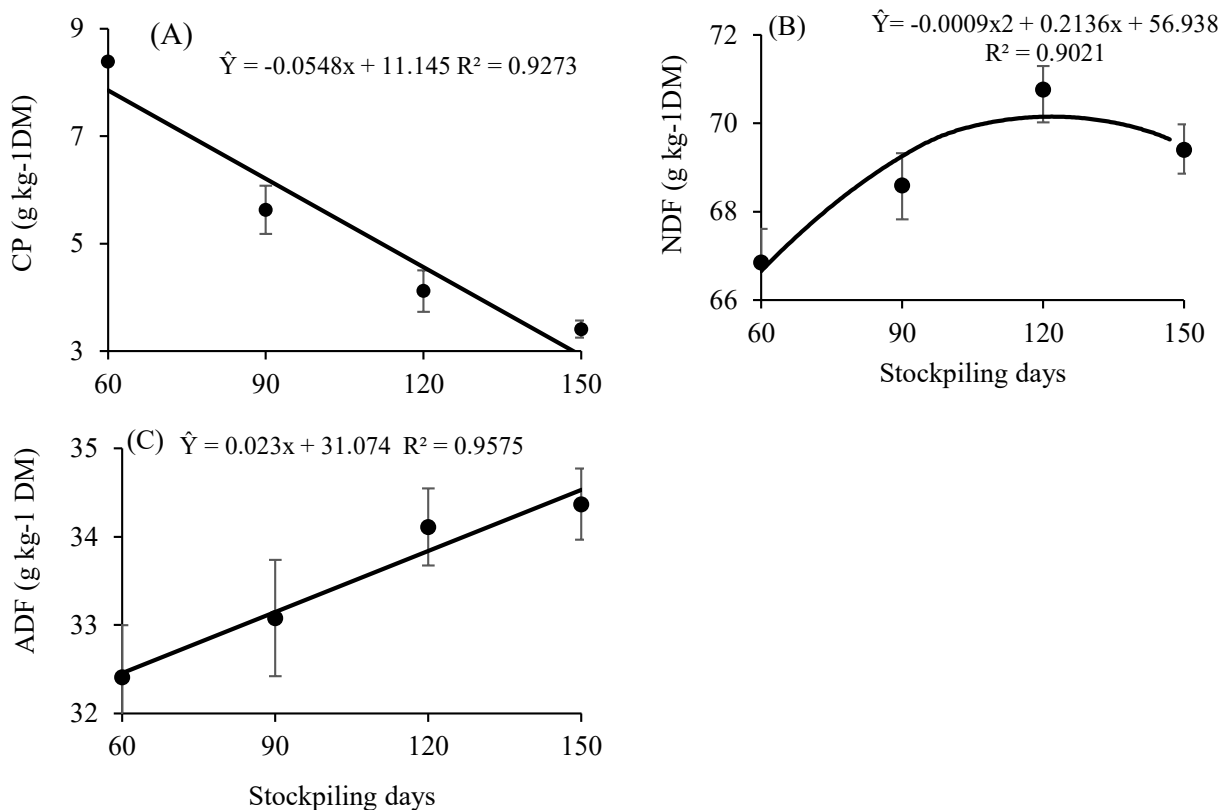 (A)
Ŷ = -0.0548x + 11.145 R² = 0.9273
CP (g kg-1DM)
9
7
5
3
60 90 120 150
(B)
Ŷ= -0.0009x2 + 0.2136x + 56.938
R² = 0.9021
NDF (g kg-1DM)
72
70
68
66
60 90 120 150
Stockpiling days
(C)
Ŷ = 0.023x + 31.074 R² = 0.9575
ADF (g kg-1 DM)
35
34
33
32
60 90 120 150
Stockpiling days